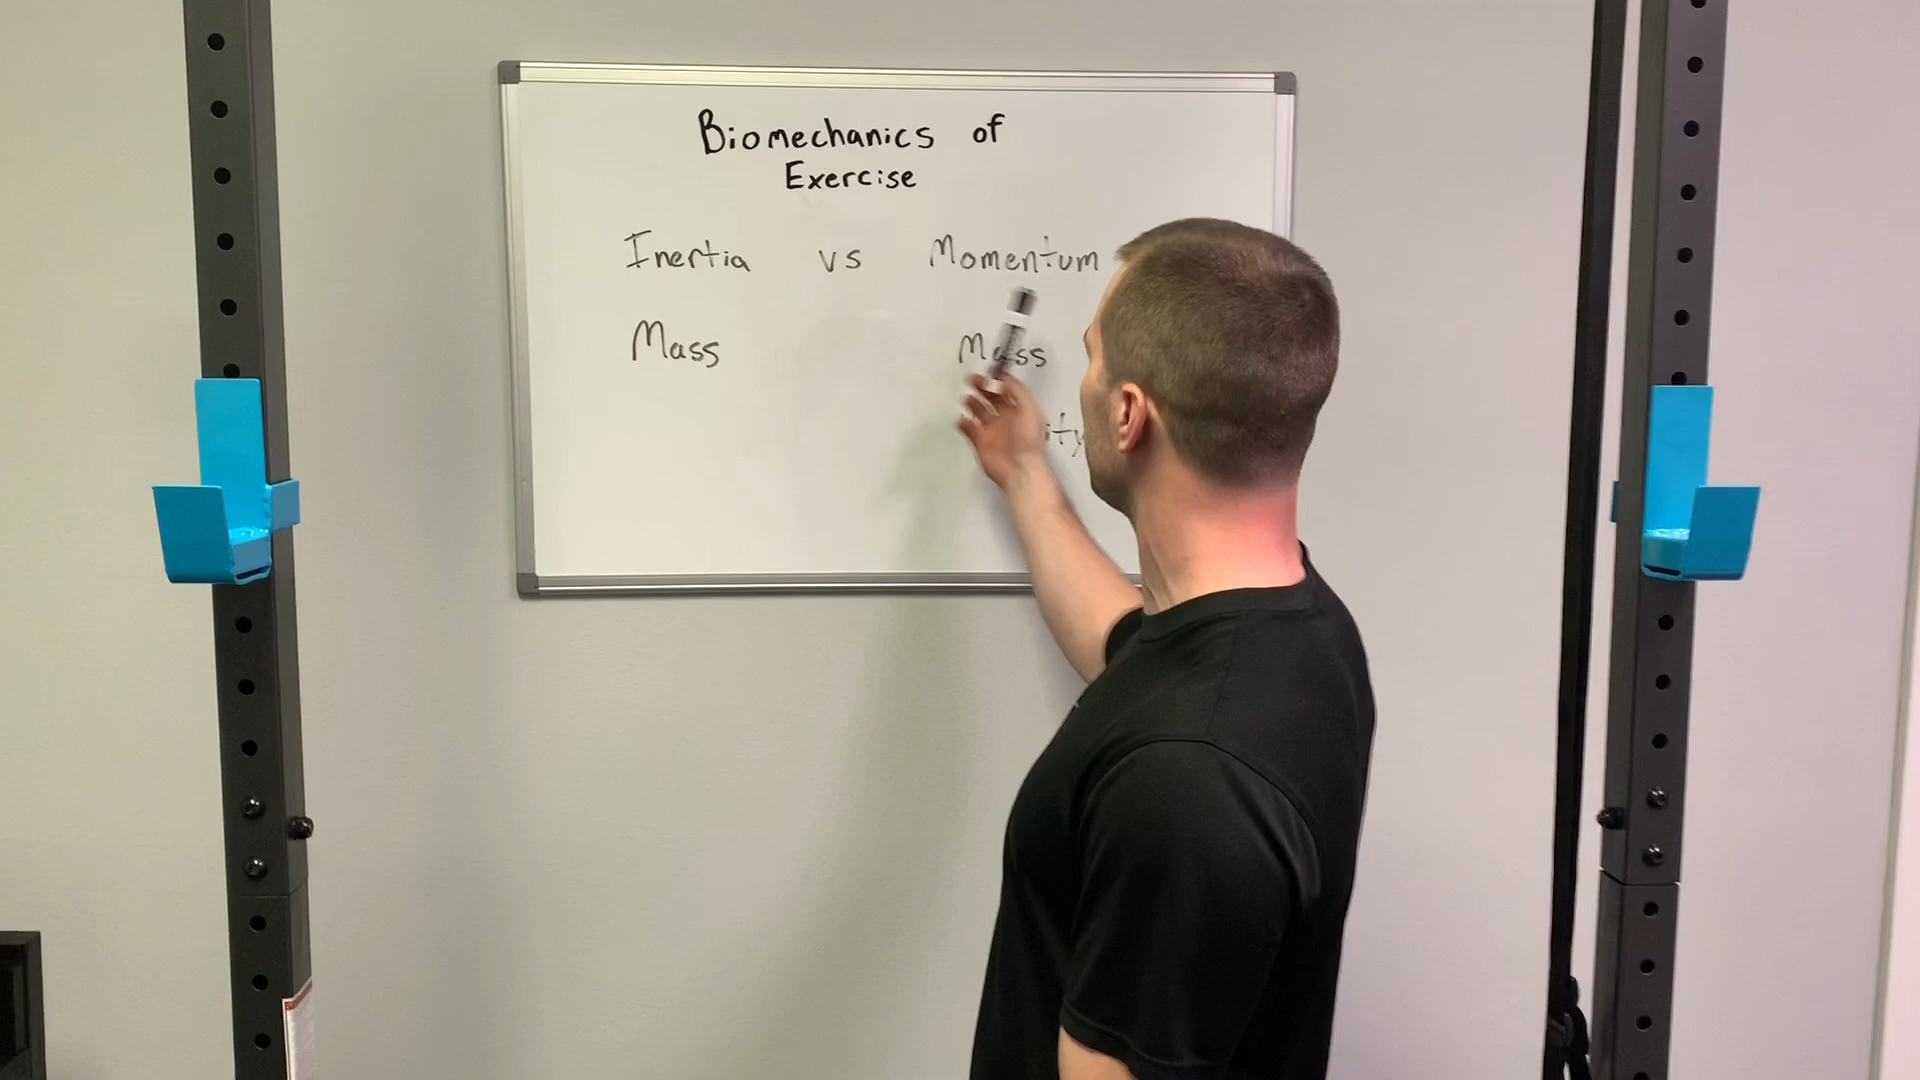 Biomechanics of
Exercise
Inertia vs Momentum
Mass Mass